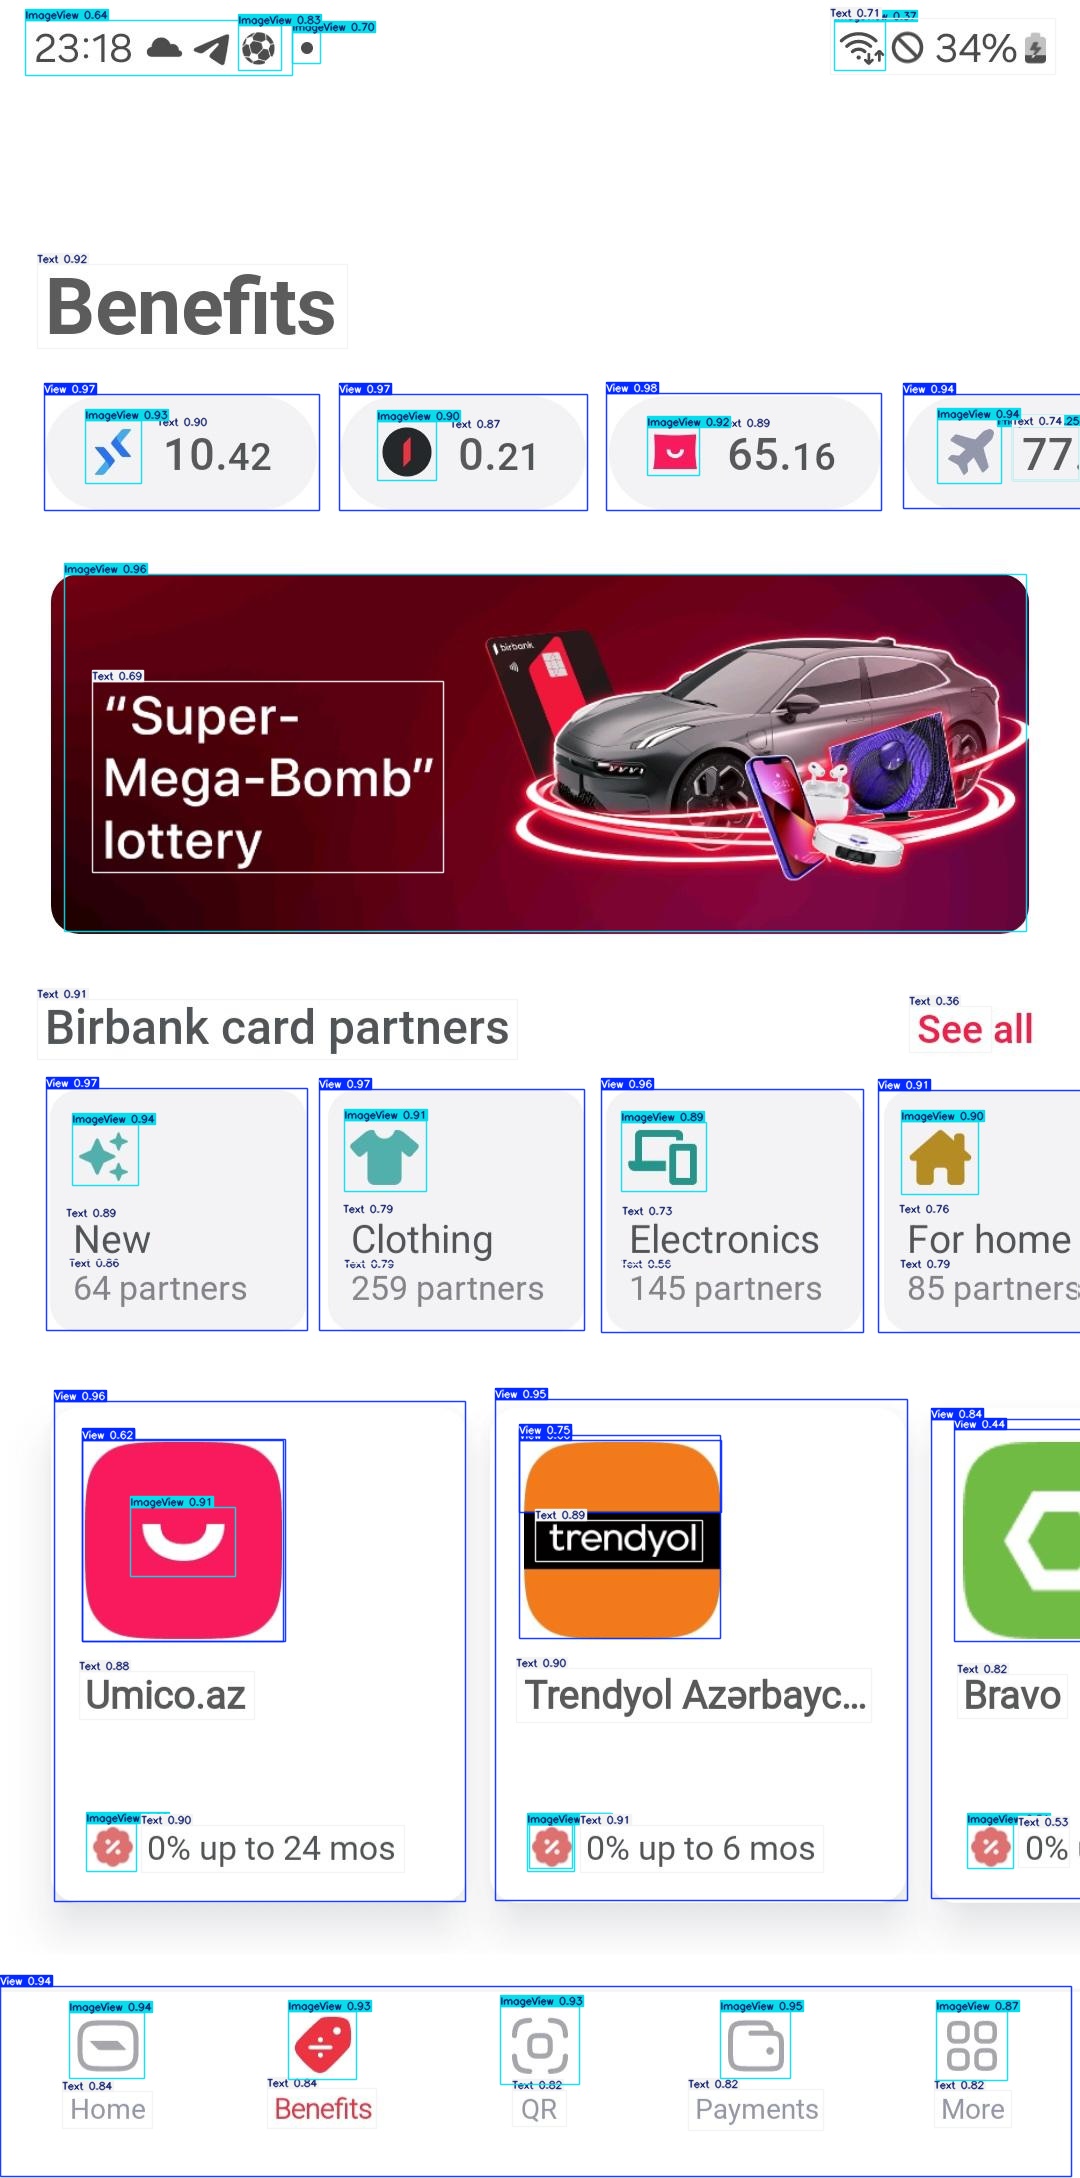 ImageView 0.64
ImageView 0.83
ImageView 0.70
Text 0.71
0.37
23:18
34%
Text 0.92
Benefits
View 0.97
View 0.97
View 0.98
View 0.94
ImageView 0.93
Text 0.90
ImageView 0.90
Text 0.87
ImageView 0.92
xt 0.89
ImageView 0.94
Text 0.74
25
10.42
0.21
65.16
77.
ImageView 0.96
birbank
Text 0.69
“Super-
Mega-Bomb”
lottery
Text 0.91
Text 0.36
Birbank card partners
See all
View 0.97
View 0.97
View 0.96
View 0.91
ImageView 0.94
ImageView 0.91
ImageView 0.89
ImageView 0.90
Text 0.89
Text 0.79
Text 0.73
Text 0.76
New
Clothing
Electronics
For home
Text 0.86
Text 0.79
Text 0.56
Text 0.79
64 partners
259 partners
145 partners
85 partners
View 0.96
View 0.95
View 0.84
View 0.62
View 0.75
View 0.44
ImageView 0.91
Text 0.89
trendyol
Text 0.88
Text 0.90
Text 0.82
Umico.az
Trendyol Azərbayc...
Bravo
ImageView
Text 0.90
ImageView
Text 0.91
ImageView
Text 0.53
0% up to 24 mos
0% up to 6 mos
0%
View 0.94
ImageView 0.94
ImageView 0.93
ImageView 0.93
ImageView 0.95
ImageView 0.87
Text 0.84
Text 0.84
Text 0.82
Text 0.82
Text 0.82
Home
Benefits
QR
Payments
More